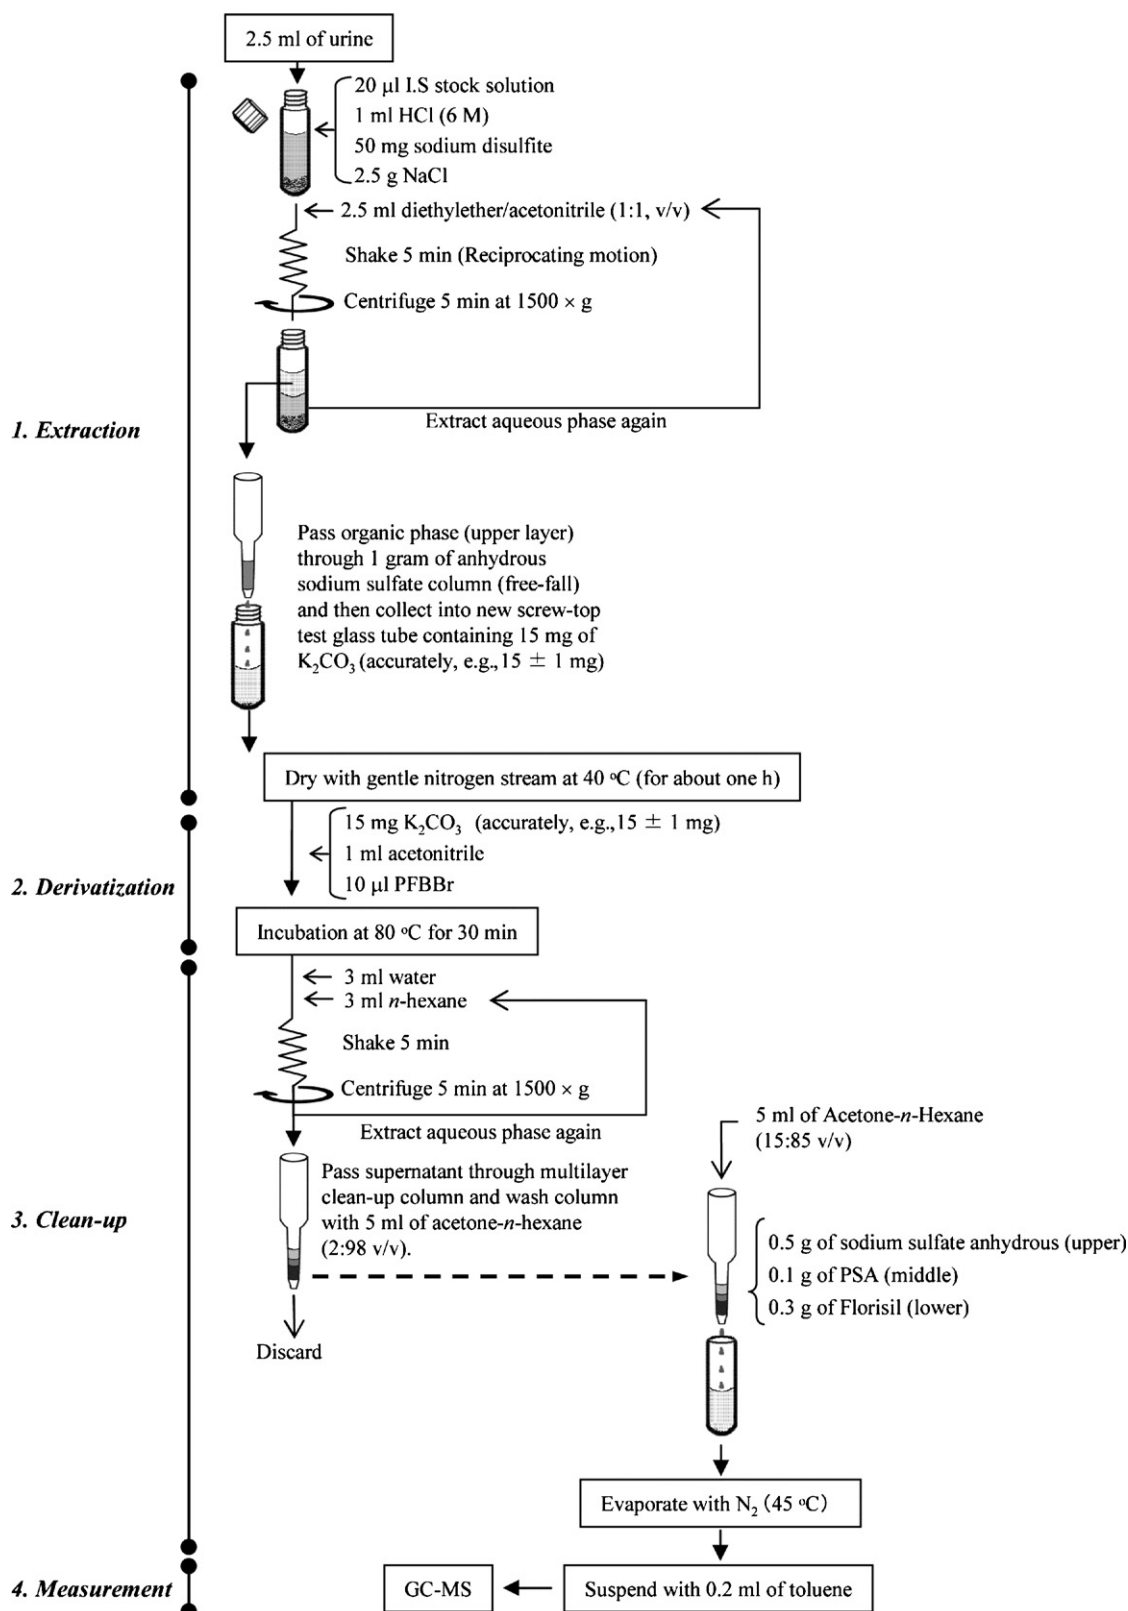 2.5 ml of urine
20 μl I.S stock solution
1 ml HCl (6 M)
50 mg sodium disulfite
2.5 g NaCl
2.5 ml diethylether/acetonitrile (1:1, v/v)
Shake 5 min (Reciprocating motion)
Centrifuge 5 min at 1500 × g
Extract aqueous phase again
1. Extraction
Pass organic phase (upper layer)
through 1 gram of anhydrous
sodium sulfate column (free-fall)
and then collect into new screw-top
test glass tube containing 15 mg of
K₂CO₃ (accurately, e.g., 15 ± 1 mg)
Dry with gentle nitrogen stream at 40 ºC (for about one h)
15 mg K₂CO₃ (accurately, e.g., 15 ± 1 mg)
1 ml acetonitrile
10 μl PFBBr
2. Derivatization
Incubation at 80 ºC for 30 min
3 ml water
3 ml n-hexane
Shake 5 min
Centrifuge 5 min at 1500 × g
Extract aqueous phase again
Pass supernatant through multilayer
clean-up column and wash column
with 5 ml of acetone-n-hexane
(2:98 v/v).
3. Clean-up
Discard
5 ml of Acetone-n-Hexane
(15:85 v/v)
0.5 g of sodium sulfate anhydrous (upper)
0.1 g of PSA (middle)
0.3 g of Florisil (lower)
Evaporate with N₂ (45 ºC)
4. Measurement
GC-MS
Suspend with 0.2 ml of toluene